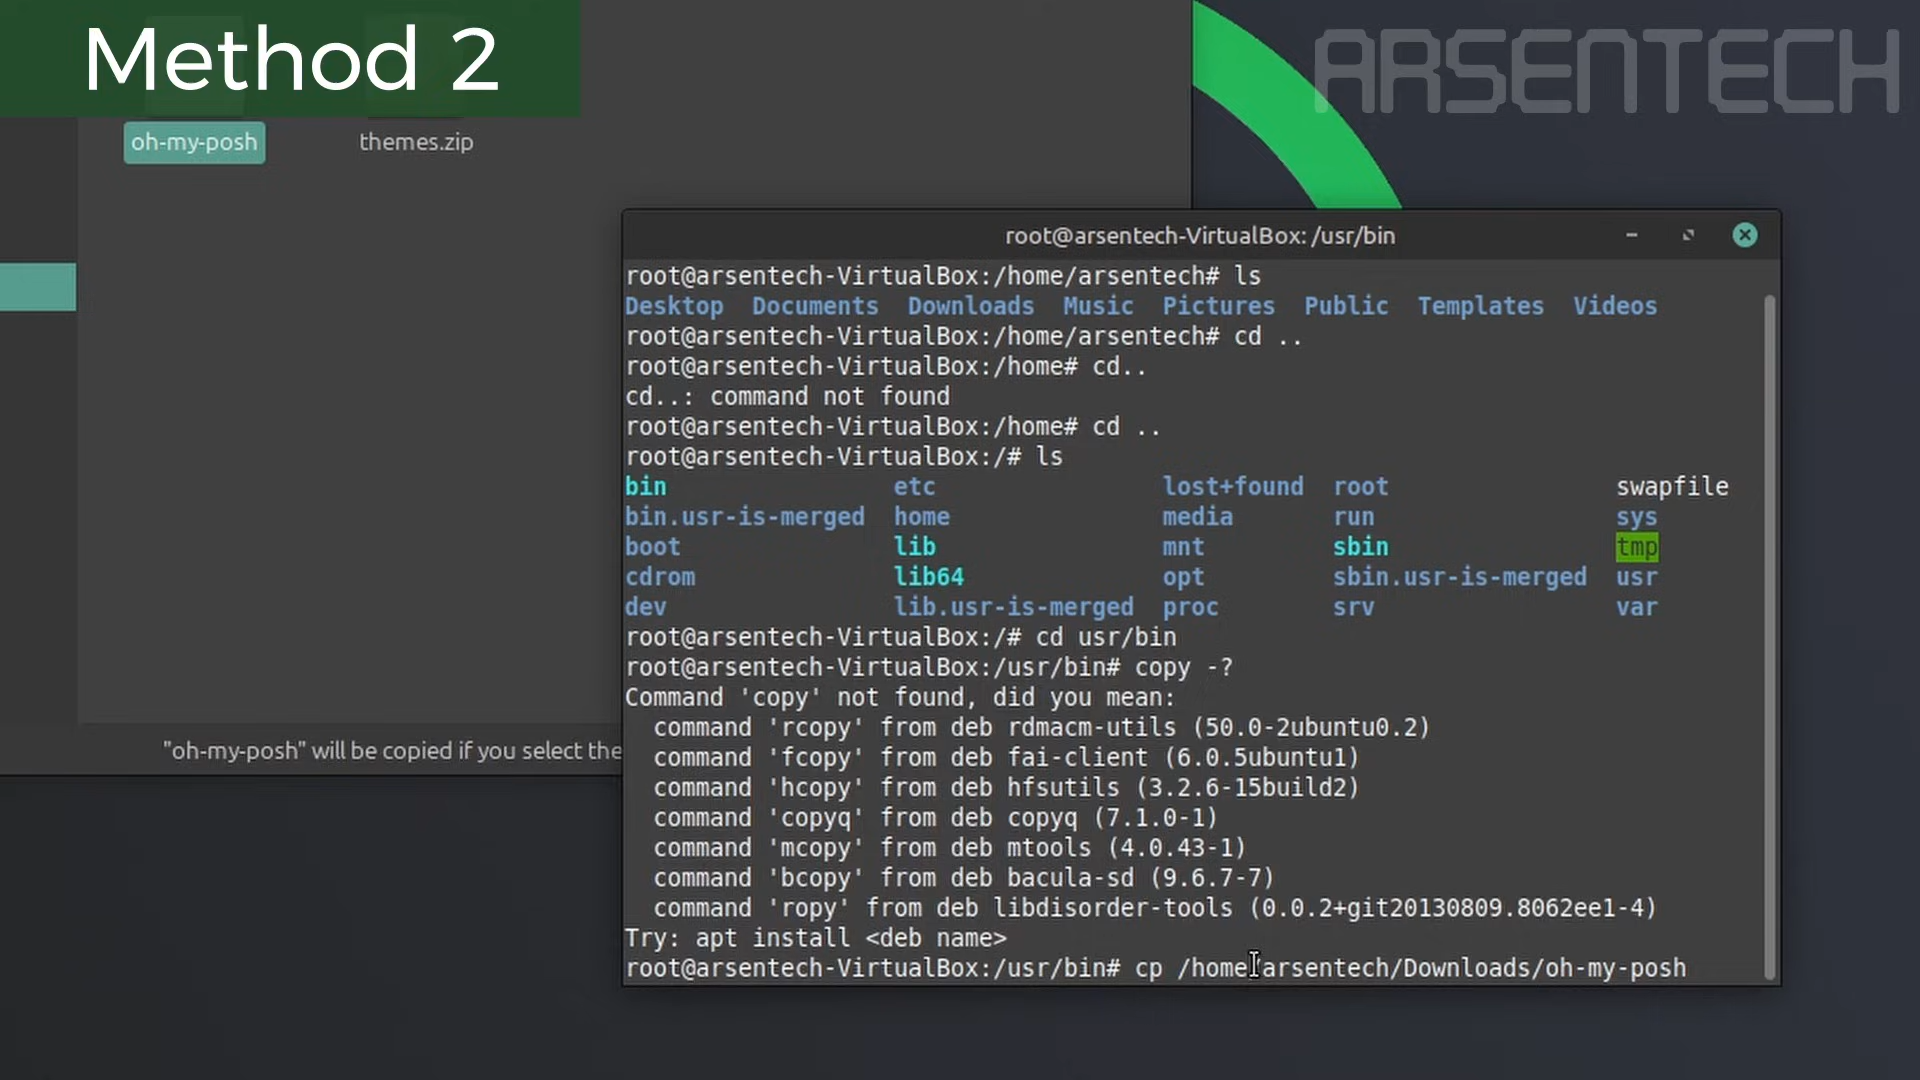 Method 2
ARSENTECH
oh-my-posh themes.zip
root@arsentech-VirtualBox: /usr/bin
root@arsentech-VirtualBox:/home/arsentech# ls
Desktop Documents Downloads Music Pictures Public Templates Videos
root@arsentech-VirtualBox:/home/arsentech# cd ..
root@arsentech-VirtualBox:/home# cd..
cd..: command not found
root@arsentech-VirtualBox:/home# cd ..
root@arsentech-VirtualBox:/# ls
bin etc lost+found root swapfile
bin.usr-is-merged home media run sys
boot lib mnt sbin tmp
cdrom lib64 opt sbin.usr-is-merged usr
dev lib.usr-is-merged proc srv var
root@arsentech-VirtualBox:/# cd usr/bin
root@arsentech-VirtualBox:/usr/bin# copy -?
Command 'copy' not found, did you mean:
command 'rcopy' from deb rdmacm-utils (50.0-2ubuntu0.2)
command 'fcopy' from deb fai-client (6.0.5ubuntu1)
command 'hcopy' from deb hfsutils (3.2.6-15build2)
command 'copyq' from deb copyq (7.1.0-1)
command 'mcopy' from deb mtools (4.0.43-1)
command 'bcopy' from deb bacula-sd (9.6.7-7)
command 'ropy' from deb libdisorder-tools (0.0.2+git20130809.8062ee1-4)
Try: apt install <deb name>
root@arsentech-VirtualBox:/usr/bin# cp /home/arsentech/Downloads/oh-my-posh
"oh-my-posh" will be copied if you select the